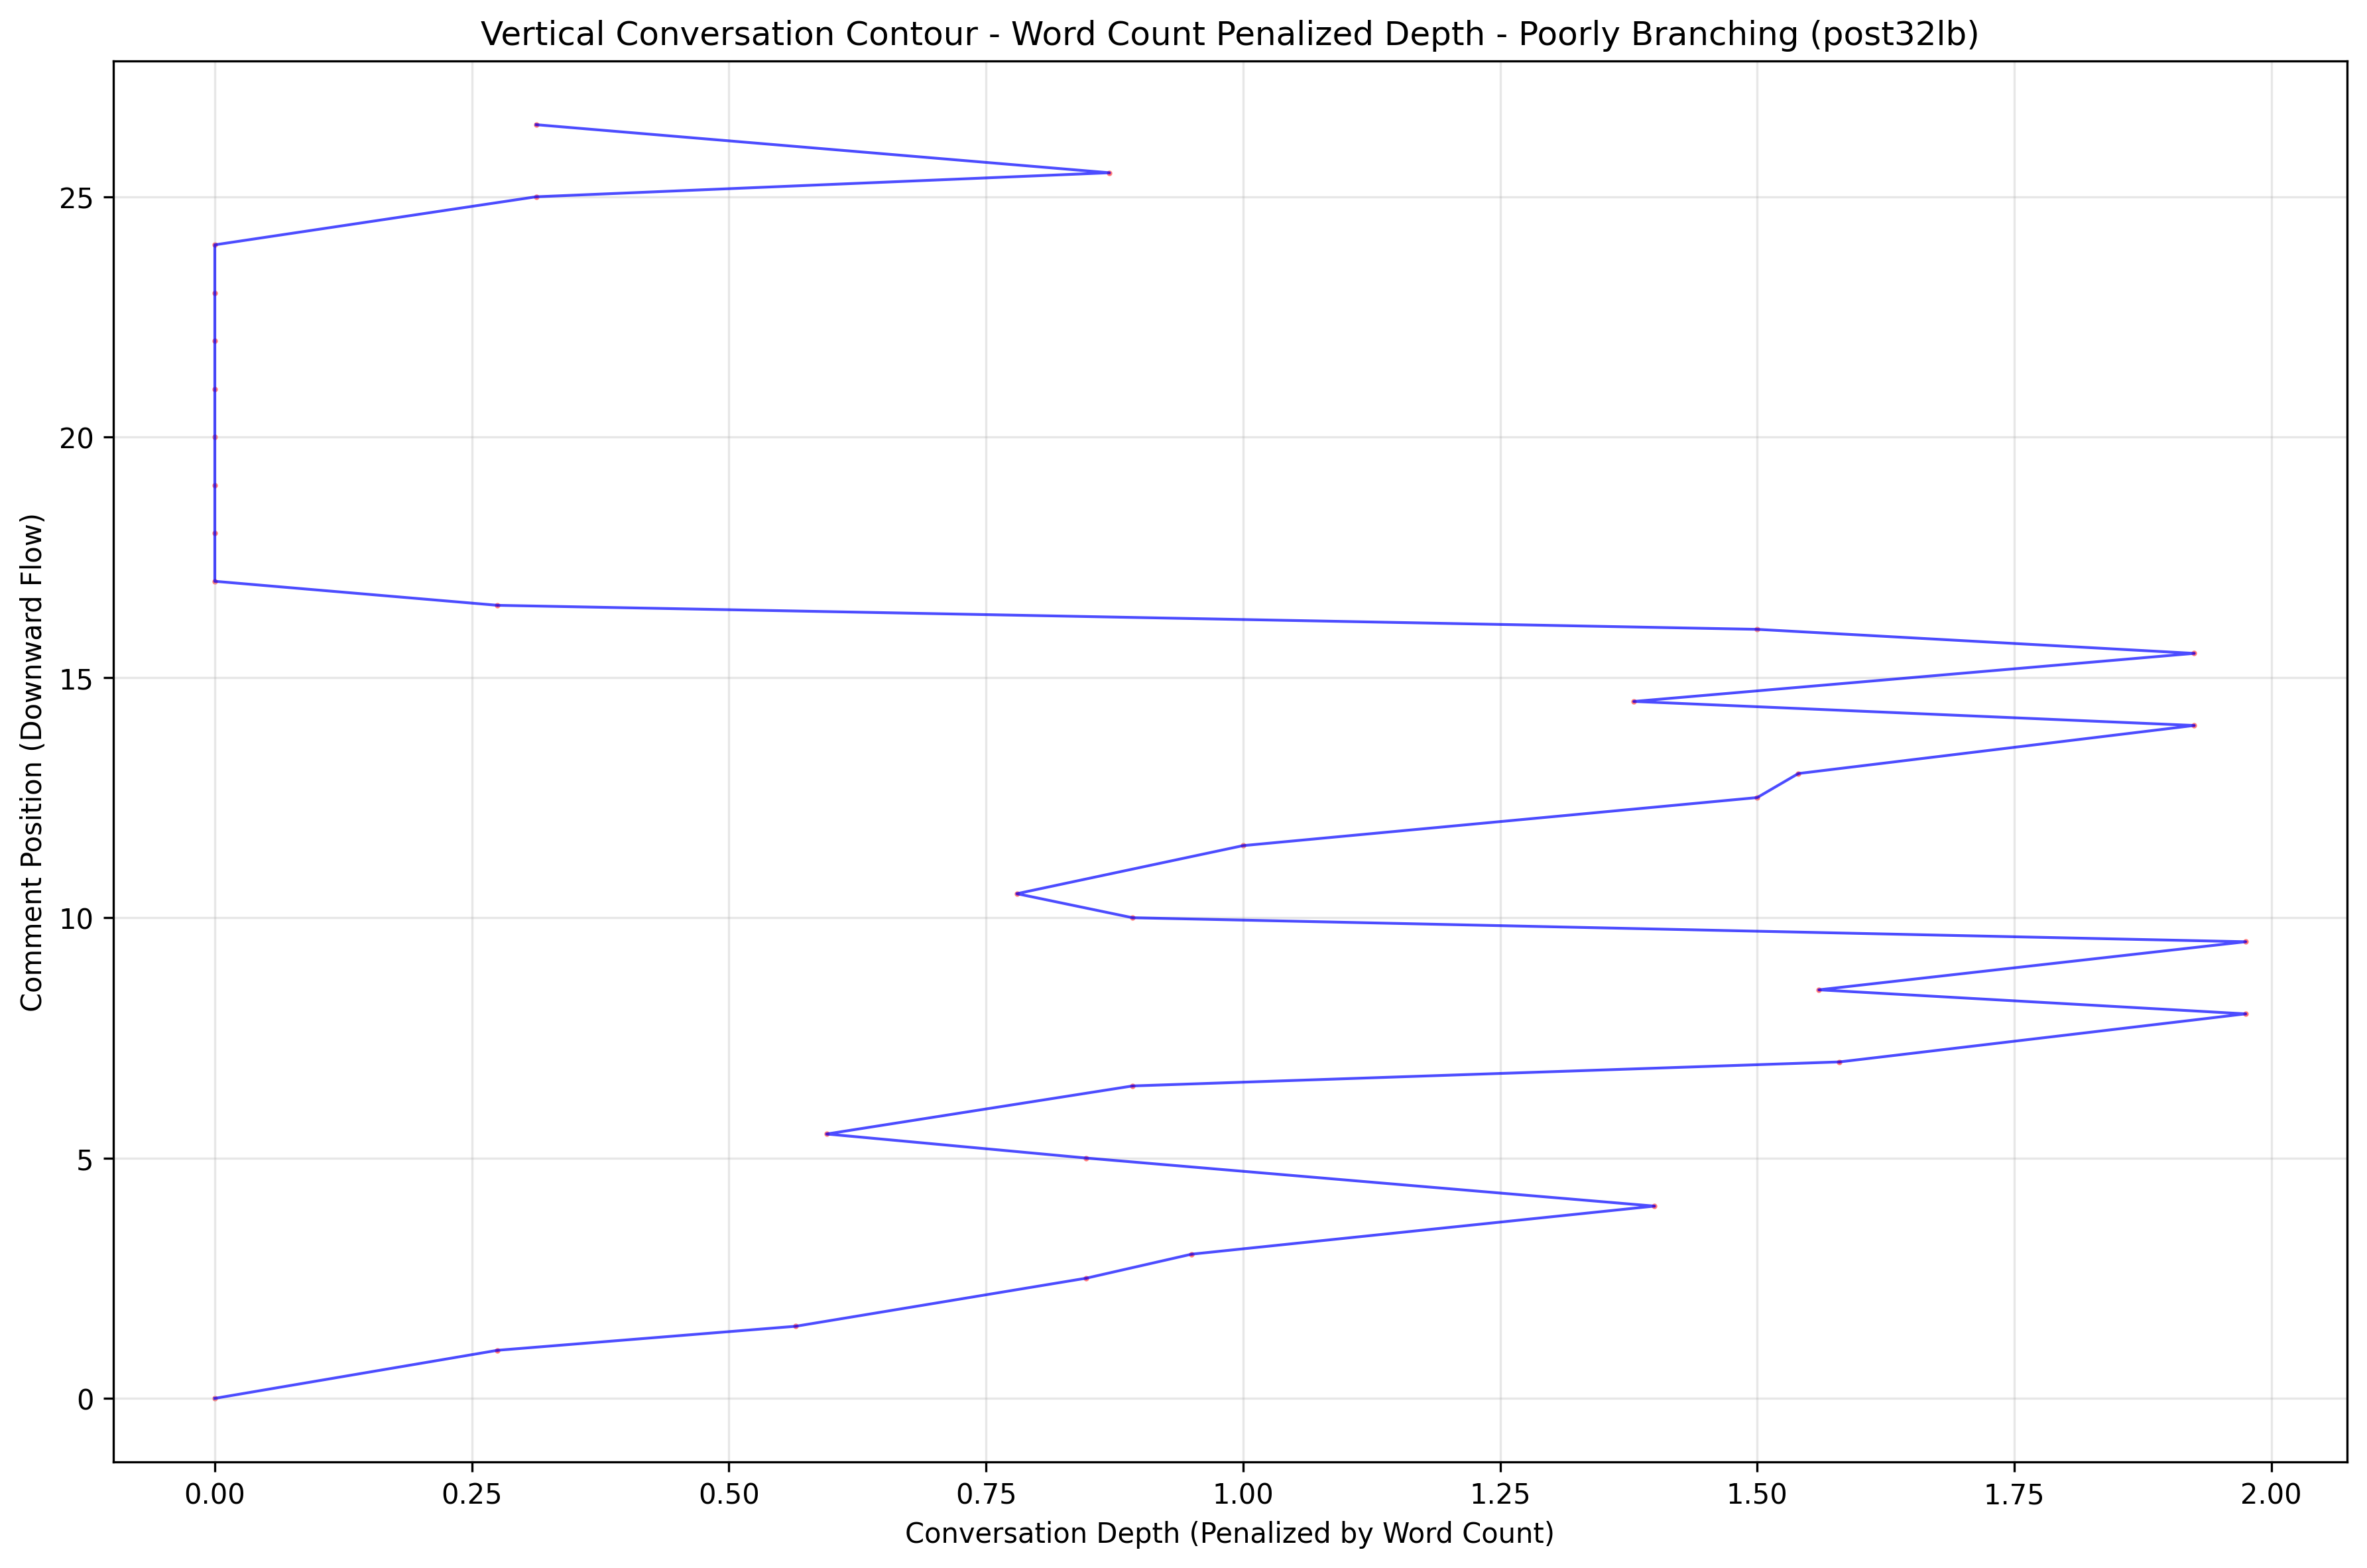 Vertical Conversation Contour - Word Count Penalized Depth - Poorly Branching (post32lb)
Comment Position (Downward Flow)
25
20
15
10
5
0
0.00 0.25 0.50 0.75 1.00 1.25 1.50 1.75 2.00
Conversation Depth (Penalized by Word Count)